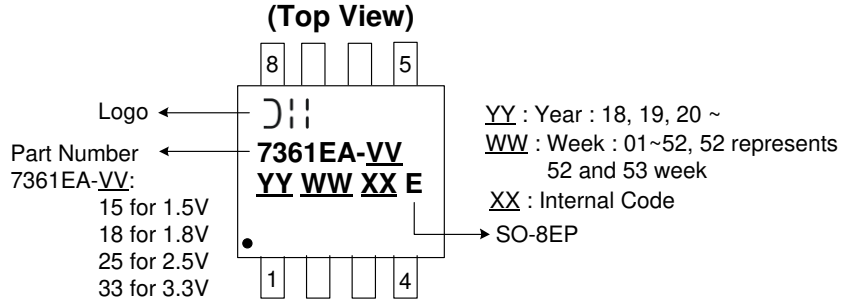 (Top View)
8 5
Logo
7361EA-VV
YY WW XX E
Part Number
7361EA-VV:
15 for 1.5V
18 for 1.8V
25 for 2.5V
33 for 3.3V
1 4
YY : Year : 18, 19, 20 ~
WW : Week : 01~52, 52 represents
52 and 53 week
XX : Internal Code
SO-8EP